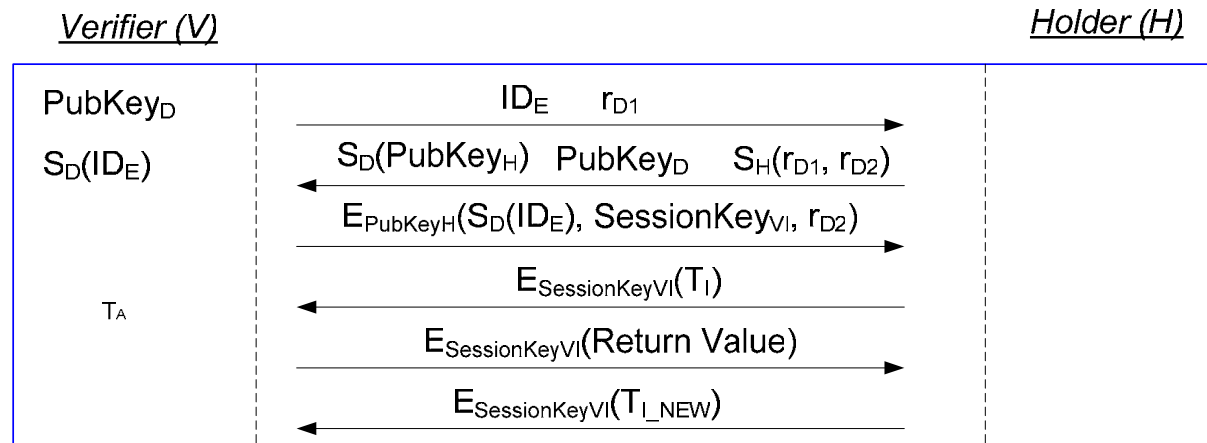 Verifier (V) Holder (H)
PubKeyD IDE rD1
SD(IDE) SD(PubKeyH) PubKeyD SH(rD1, rD2)
EPubKeyH(SD(IDE), SessionKeyVI, rD2)
ESessionKeyVI(TI)
TA
ESessionKeyVI(Return Value)
ESessionKeyVI(TI_NEW)